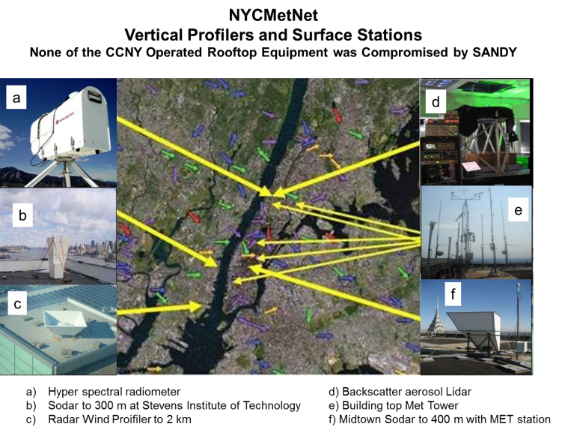 NYCMetNet
Vertical Profilers and Surface Stations
None of the CCNY Operated Rooftop Equipment was Compromised by SANDY
a
b
c
d
e
f
a) Hyper spectral radiometer
b) Sodar to 300 m at Stevens Institute of Technology
c) Radar Wind Proifiler to 2 km
d) Backscatter aerosol Lidar
e) Building top Met Tower
f) Midtown Sodar to 400 m with MET station